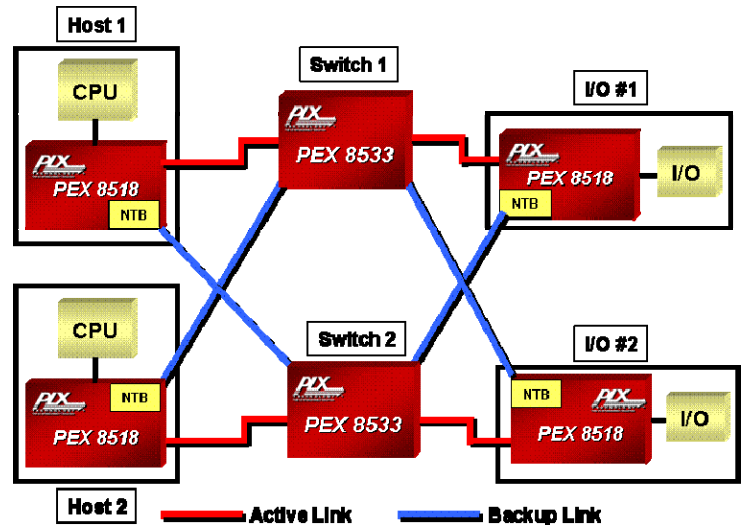 Host 1
CPU
PLX
PEX 8518
NTB
Switch 1
PLX
PEX 8533
I/O #1
PLX
PEX 8518
NTB
I/O
CPU
PLX
NTB
PEX 8518
Host 2
Switch 2
PLX
PEX 8533
I/O #2
NTB
PLX
PEX 8518
I/O
Active Link
Backup Link